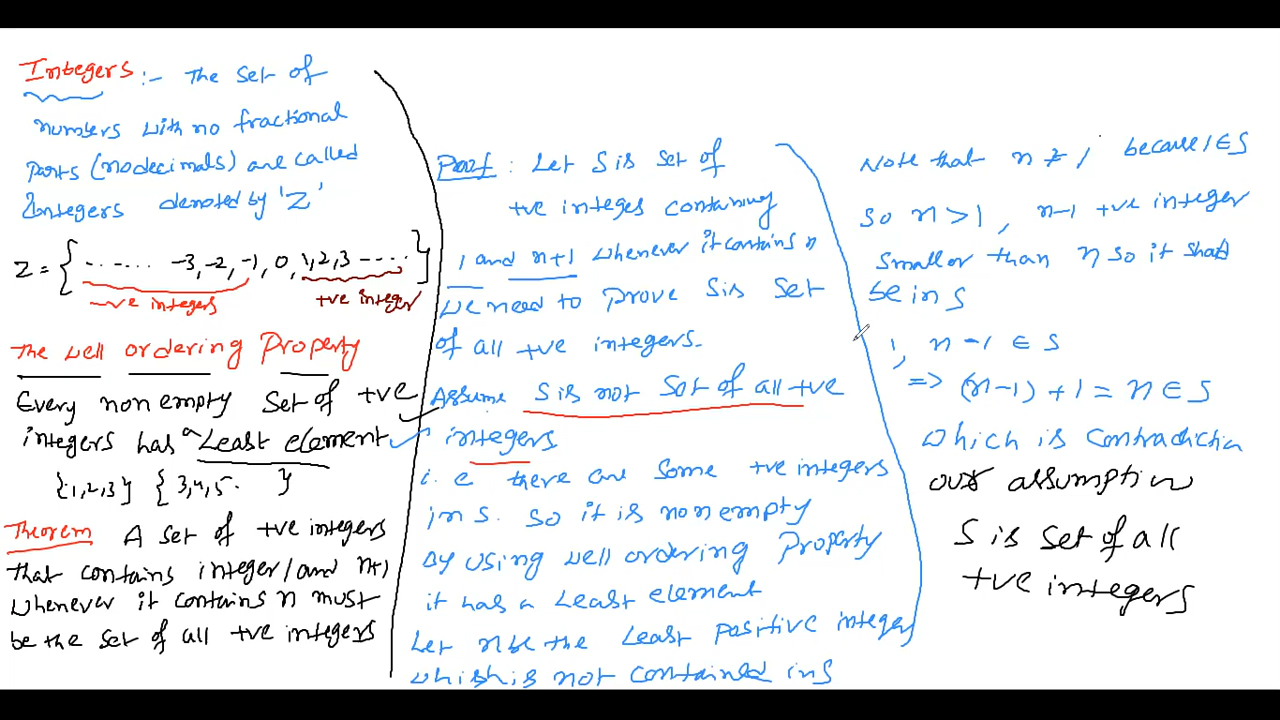 Integers :- The set of
numbers with no fractional
Parts (nodecimals) are called
Integers denoted by 'Z'
Z = { ....... -3, -2, -1, 0, 1, 2, 3 ..... }
-ve integers +ve integer
The well ordering Property
Every non empty set of +ve
integers has a Least element
{1,2,3} { 3,4,5. }
Theorem A set of +ve integers
that contains integer 1 and n+1
whenever it contains n must
be the set of all +ve integers
Proof : Let S is set of
+ve integes containing
1 and n+1 whenever it contains n
we need to prove S is set
of all +ve integers.
Assume S is not Set of all +ve
integers
i.e there are some +ve integers
in S. So it is non empty
By using well ordering Property
it has a Least element
Let n be the Least positive integer
which is not contained in S
Note that n ≠ 1 because 1 ∈ S
So n > 1, n-1 +ve integer
Smaller than n so it
be in S
1, n-1 ∈ S
=> (n-1) + 1 = n ∈ S
which is contradiction
our assumption
S is set of all
+ve integers